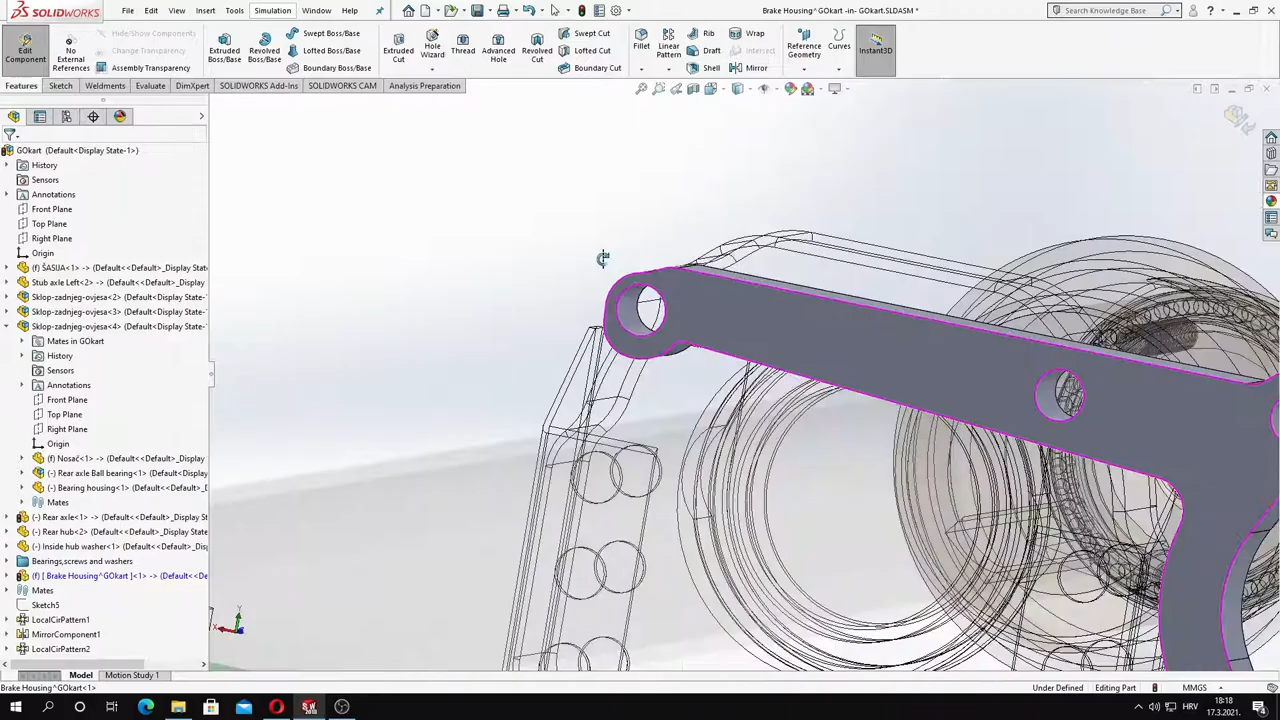 SOLIDWORKS File Edit View Insert Tools Simulation Window Help Brake Housing^GOkart -in- GOkart.SLDASM * Search Knowledge Base
Edit Component
No External References
Hide/Show Components
Change Transparency
Assembly Transparency
Extruded Boss/Base
Revolved Boss/Base
Swept Boss/Base
Lofted Boss/Base
Boundary Boss/Base
Extruded Cut
Hole Wizard
Thread
Advanced Hole
Revolved Cut
Swept Cut
Lofted Cut
Boundary Cut
Fillet
Linear Pattern
Rib
Draft
Shell
Wrap
Intersect
Mirror
Reference Geometry
Curves
Instant3D
Features Sketch Weldments Evaluate DimXpert SOLIDWORKS Add-Ins SOLIDWORKS CAM Analysis Preparation
GOkart (Default<Display State-1>)
History
Sensors
Annotations
Front Plane
Top Plane
Right Plane
Origin
(f) ŠASIJA<1> -> (Default<<Default>_Display State
Stub axle Left<2> -> (Default<<Default>_Display
Sklop-zadnjeg-ovjesa<2> (Default<Display State-1
Sklop-zadnjeg-ovjesa<3> (Default<Display State-1
Sklop-zadnjeg-ovjesa<4> (Default<Display State-1
Mates in GOkart
History
Sensors
Annotations
Front Plane
Top Plane
Right Plane
Origin
(f) Nosač<1> (Default<<Default>_Display S
(-) Rear axle Ball bearing<1> (Default<<De
(-) Bearing housing<1> (Default<<Default>
Mates
(-) Rear axle<1> (Default<<Default>_Display State
(-) Rear hub<2> (Default<<Default>_Display State
(-) Inside hub washer<1> (Default<<Default>_Disp
Bearings,screws and washers
(f) [ Brake Housing^GOkart ]<1> -> (Default<<De
Mates
Sketch5
LocalCirPattern1
MirrorComponent1
LocalCirPattern2
Y
X
Model Motion Study 1
Brake Housing^GOkart<1> Under Defined Editing Part MMGS
HRV 18:18
17.3.2021.